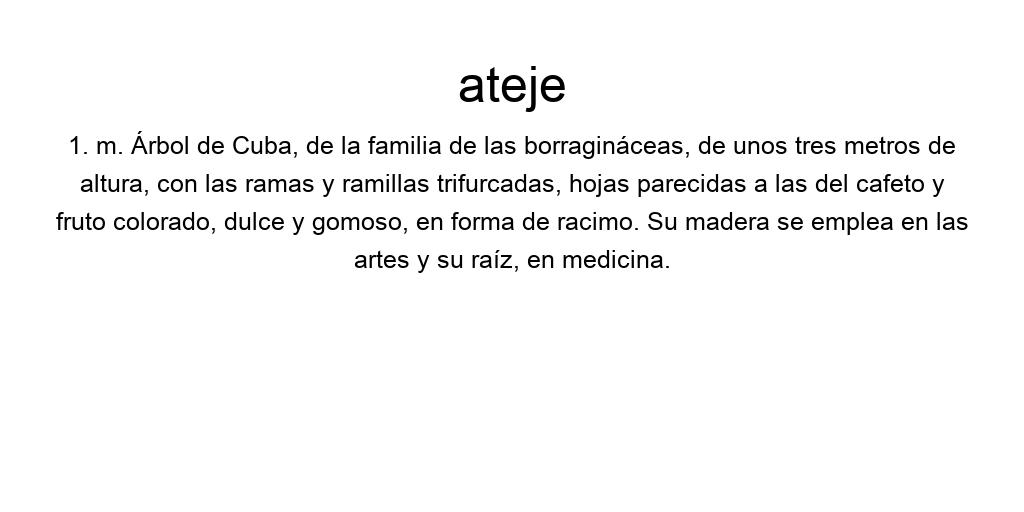 ateje
1. m. Árbol de Cuba, de la familia de las borragináceas, de unos tres metros de
altura, con las ramas y ramillas trifurcadas, hojas parecidas a las del cafeto y
fruto colorado, dulce y gomoso, en forma de racimo. Su madera se emplea en las
artes y su raíz, en medicina.